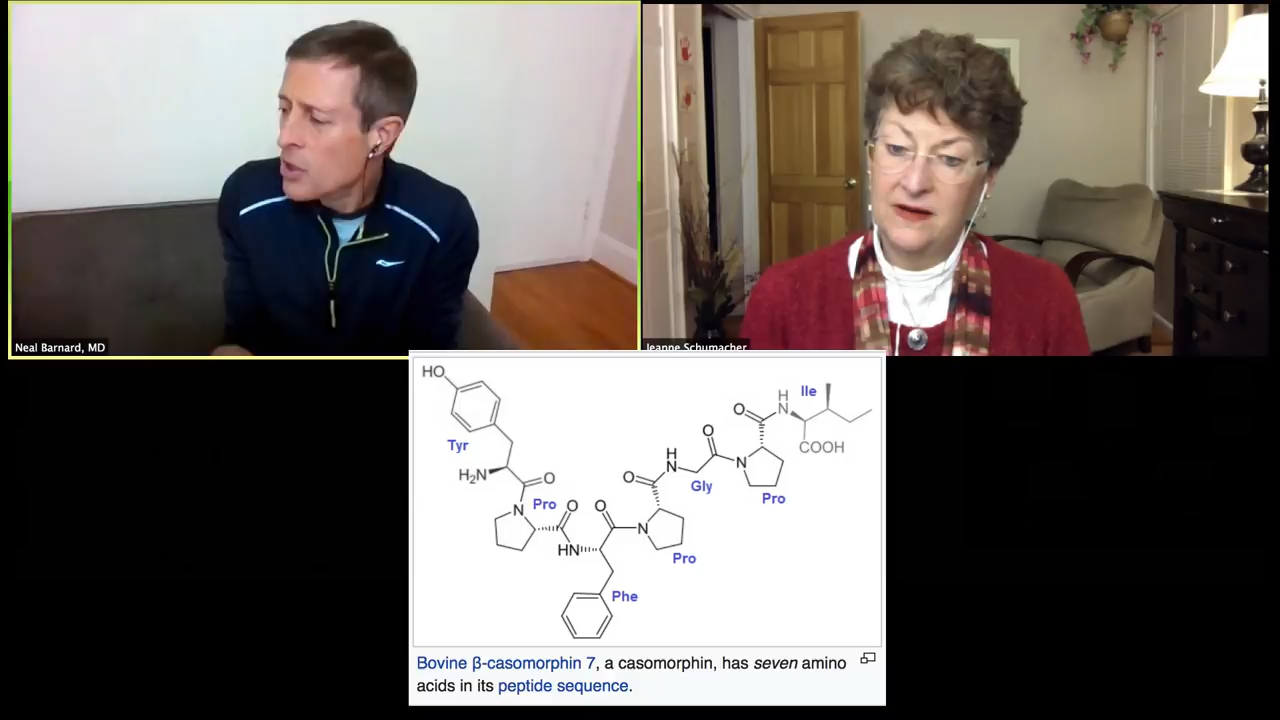 Neal Barnard, MD
Jeanne Schumacher
HO
Tyr
H₂N
O
N
Pro
O
HN
O
Phe
N
Pro
O
H
N
O
Gly
N
Pro
O
H
N
Ile
COOH
Bovine β-casomorphin 7, a casomorphin, has seven amino
acids in its peptide sequence.